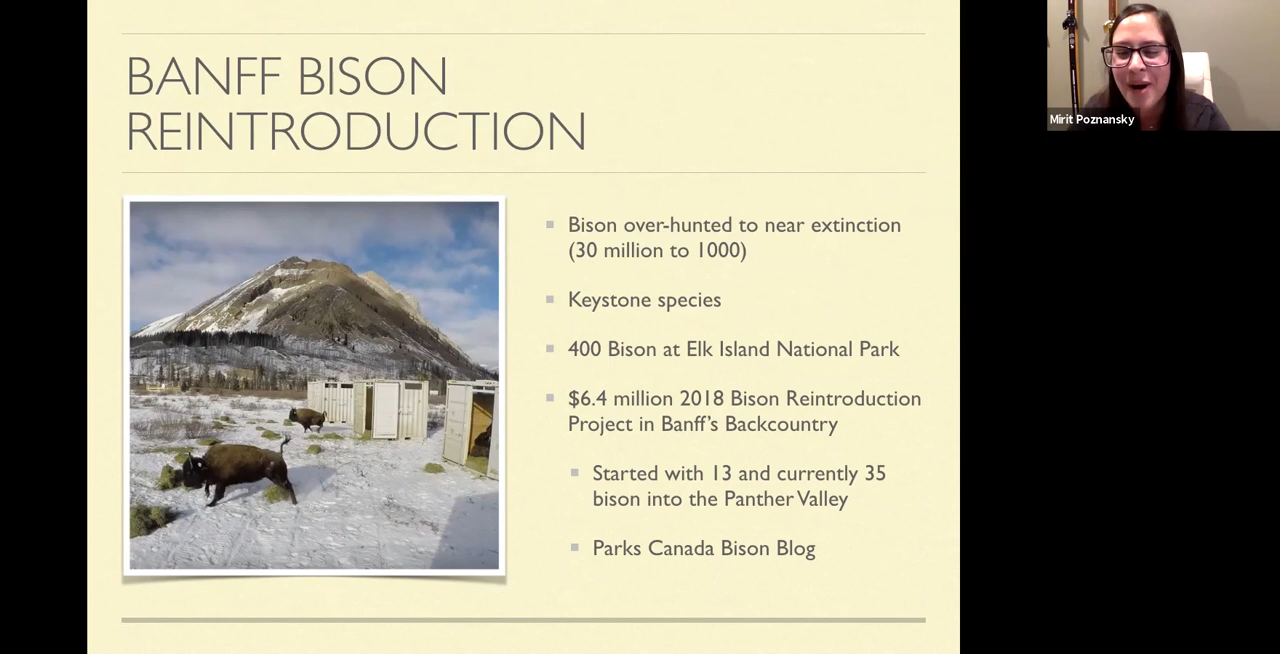 BANFF BISON
REINTRODUCTION
Bison over-hunted to near extinction
(30 million to 1000)
Keystone species
400 Bison at Elk Island National Park
$6.4 million 2018 Bison Reintroduction
Project in Banff's Backcountry
Started with 13 and currently 35
bison into the Panther Valley
Parks Canada Bison Blog
Mirit Poznansky